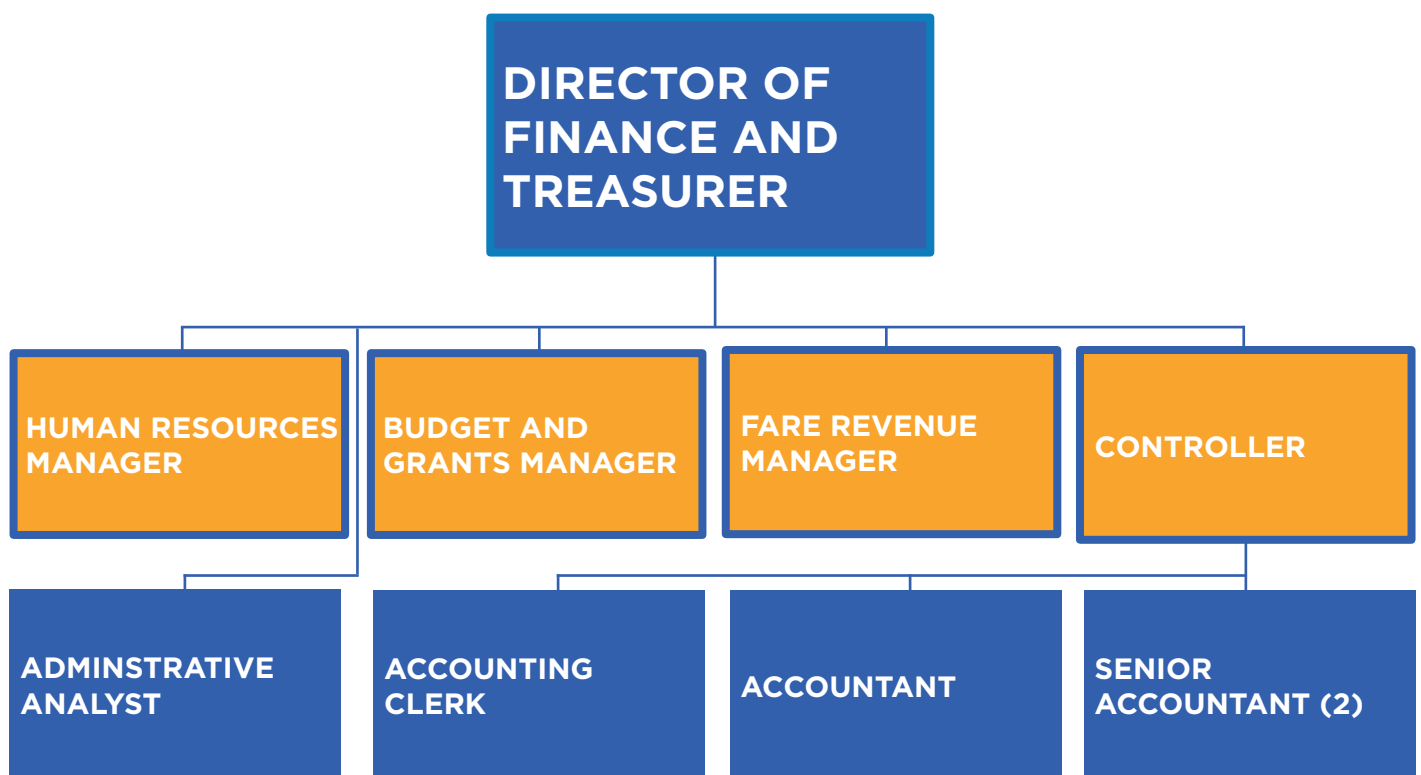 DIRECTOR OF
FINANCE AND
TREASURER
HUMAN RESOURCES
MANAGER
BUDGET AND
GRANTS MANAGER
FARE REVENUE
MANAGER
CONTROLLER
ADMINSTRATIVE
ANALYST
ACCOUNTING
CLERK
ACCOUNTANT
SENIOR
ACCOUNTANT (2)